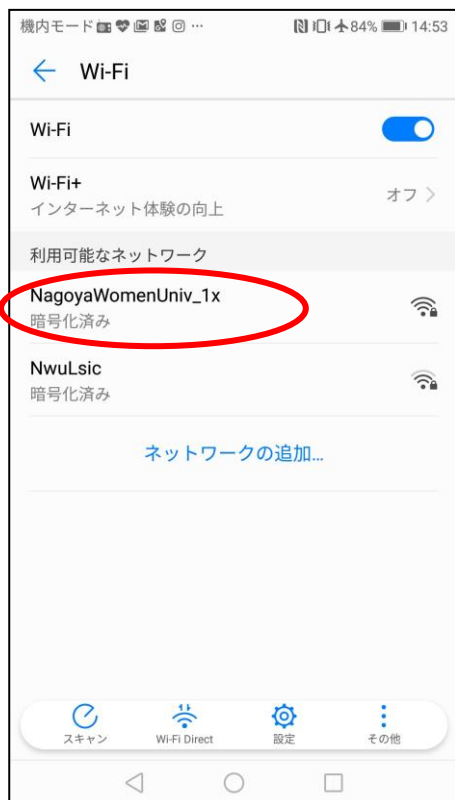 機内モード ... 84% 14:53
Wi-Fi
Wi-Fi
Wi-Fi+
インターネット体験の向上
オフ
利用可能なネットワーク
NagoyaWomenUniv_1x
暗号化済み
NwuLsic
暗号化済み
ネットワークの追加...
スキャン Wi-Fi Direct 設定 その他